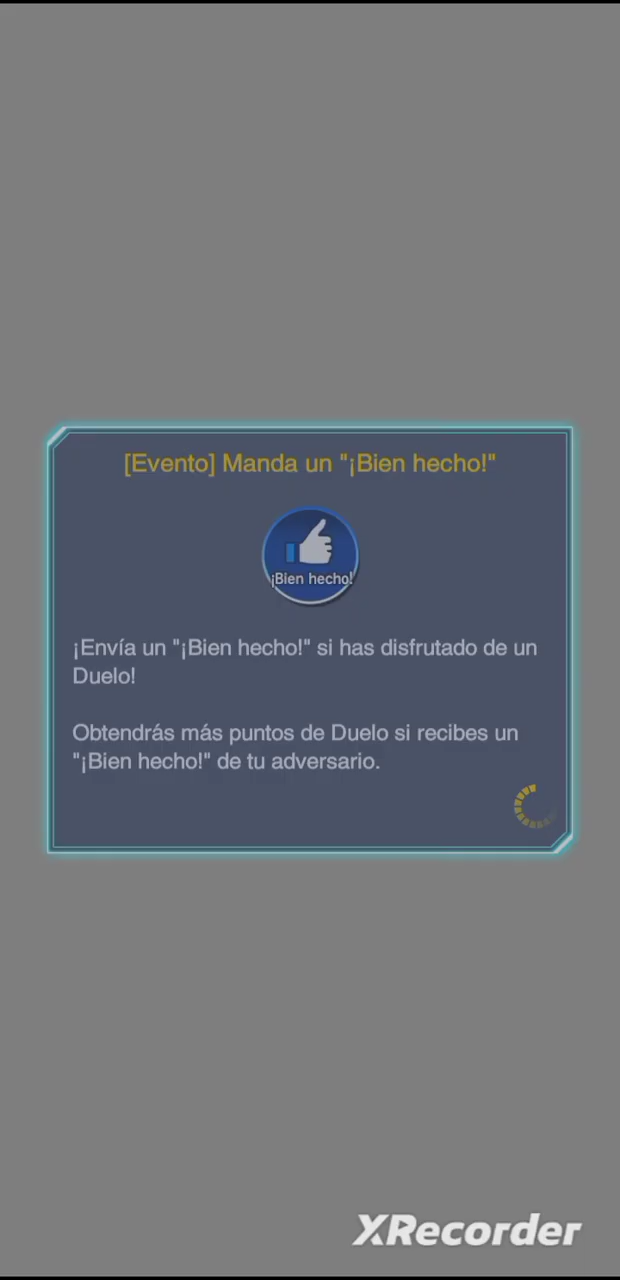 [Evento] Manda un "¡Bien hecho!"
¡Bien hecho!
¡Envía un "¡Bien hecho!" si has disfrutado de un
Duelo!
Obtendrás más puntos de Duelo si recibes un
"¡Bien hecho!" de tu adversario.
XRecorder